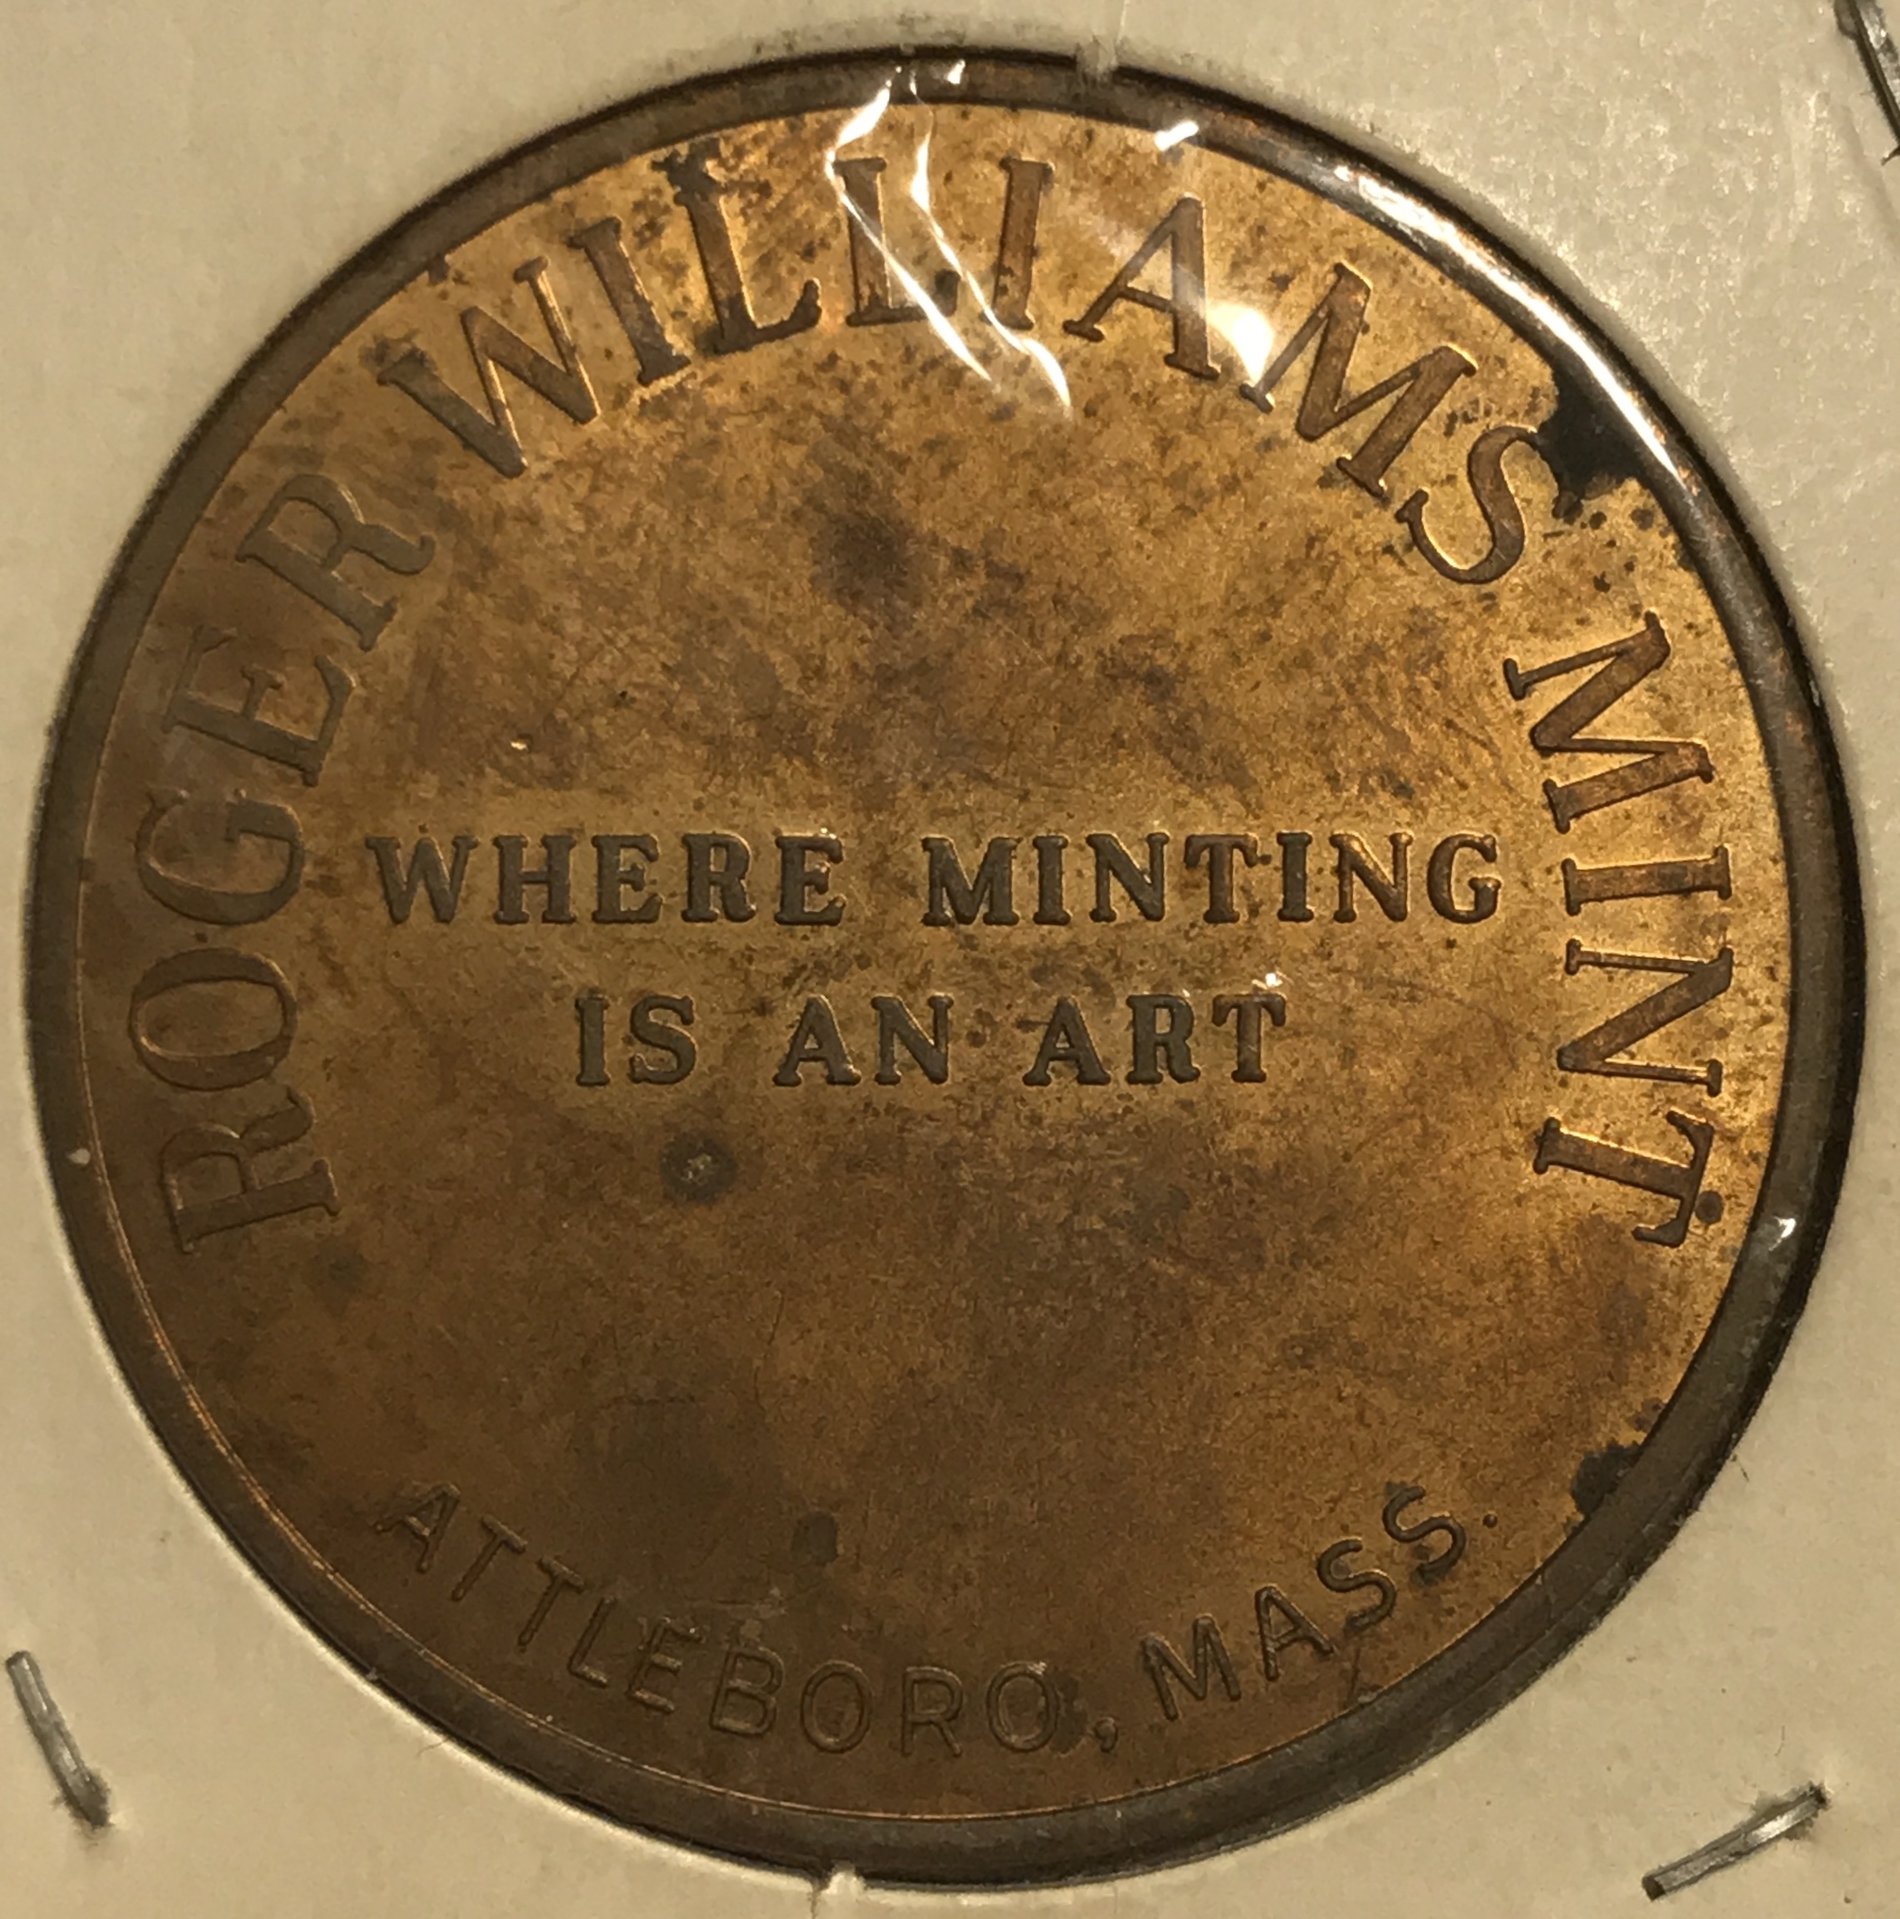 ROGER WILLIAMS MINT
WHERE MINTING
IS AN ART
ATTLEBORO, MASS.